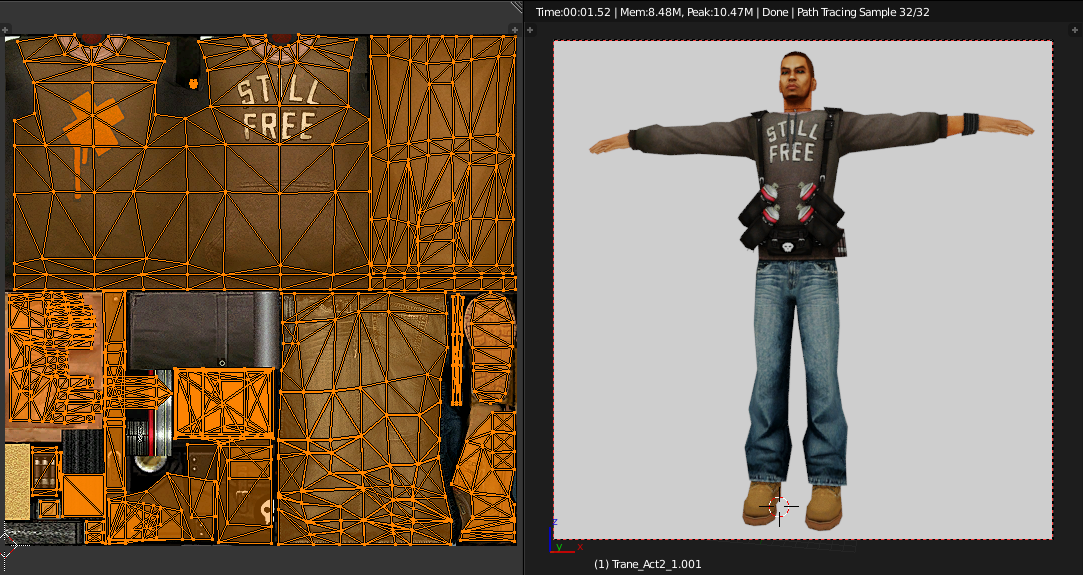 STILL
FREE
Time:00:01.52 | Mem:8.48M, Peak:10.47M | Done | Path Tracing Sample 32/32
STILL
FREE
z
y
x
(1) Trane_Act2_1.001